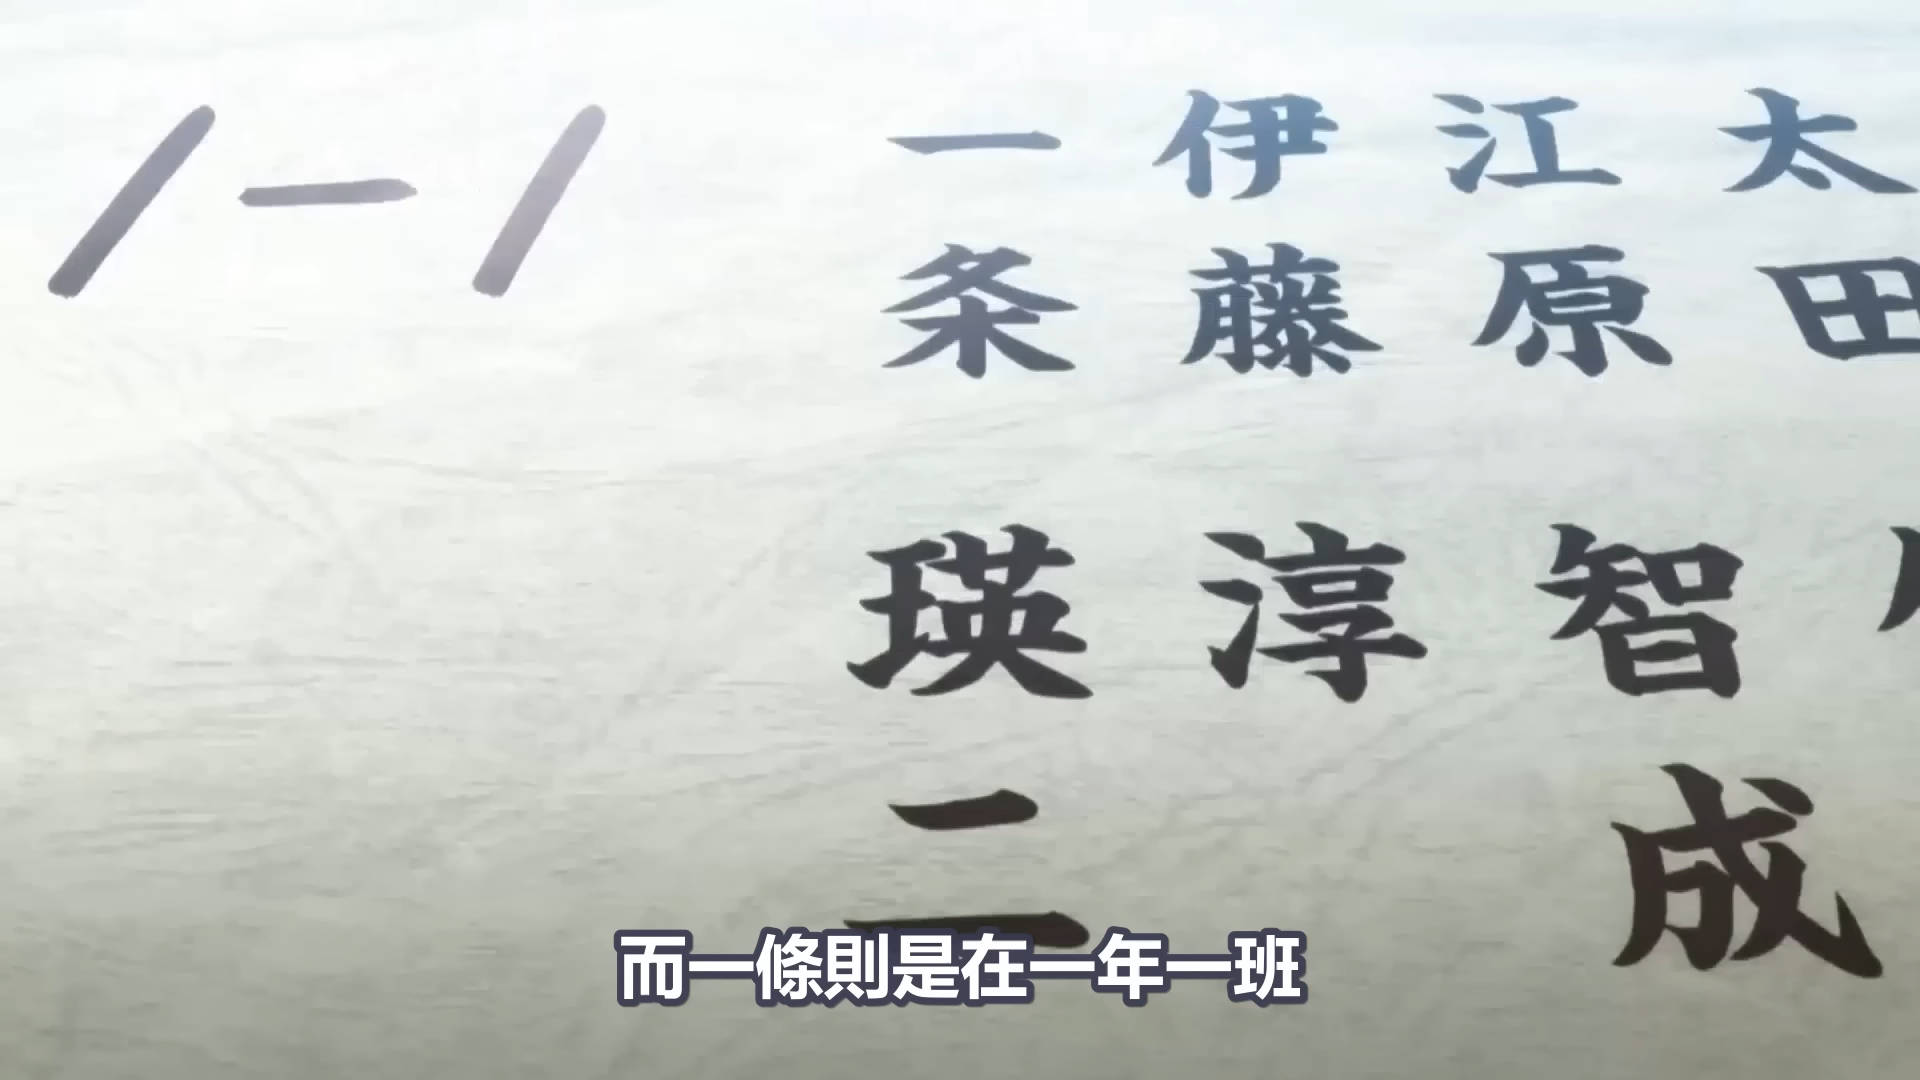 1-1
一条瑛二
伊藤淳
江原智成
太田
而一條則是在一年一班